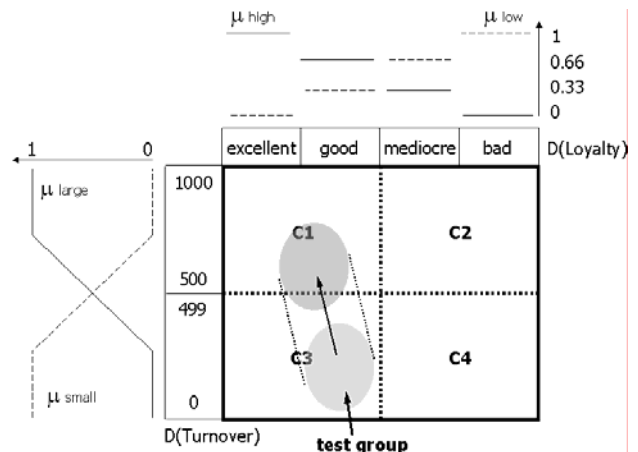 μ high
μ low
1
0.66
0.33
0
1 0
excellent good mediocre bad D(Loyalty)
μ large
1000
C1 C2
500
499
C3 C4
μ small
0
D(Turnover)
test group